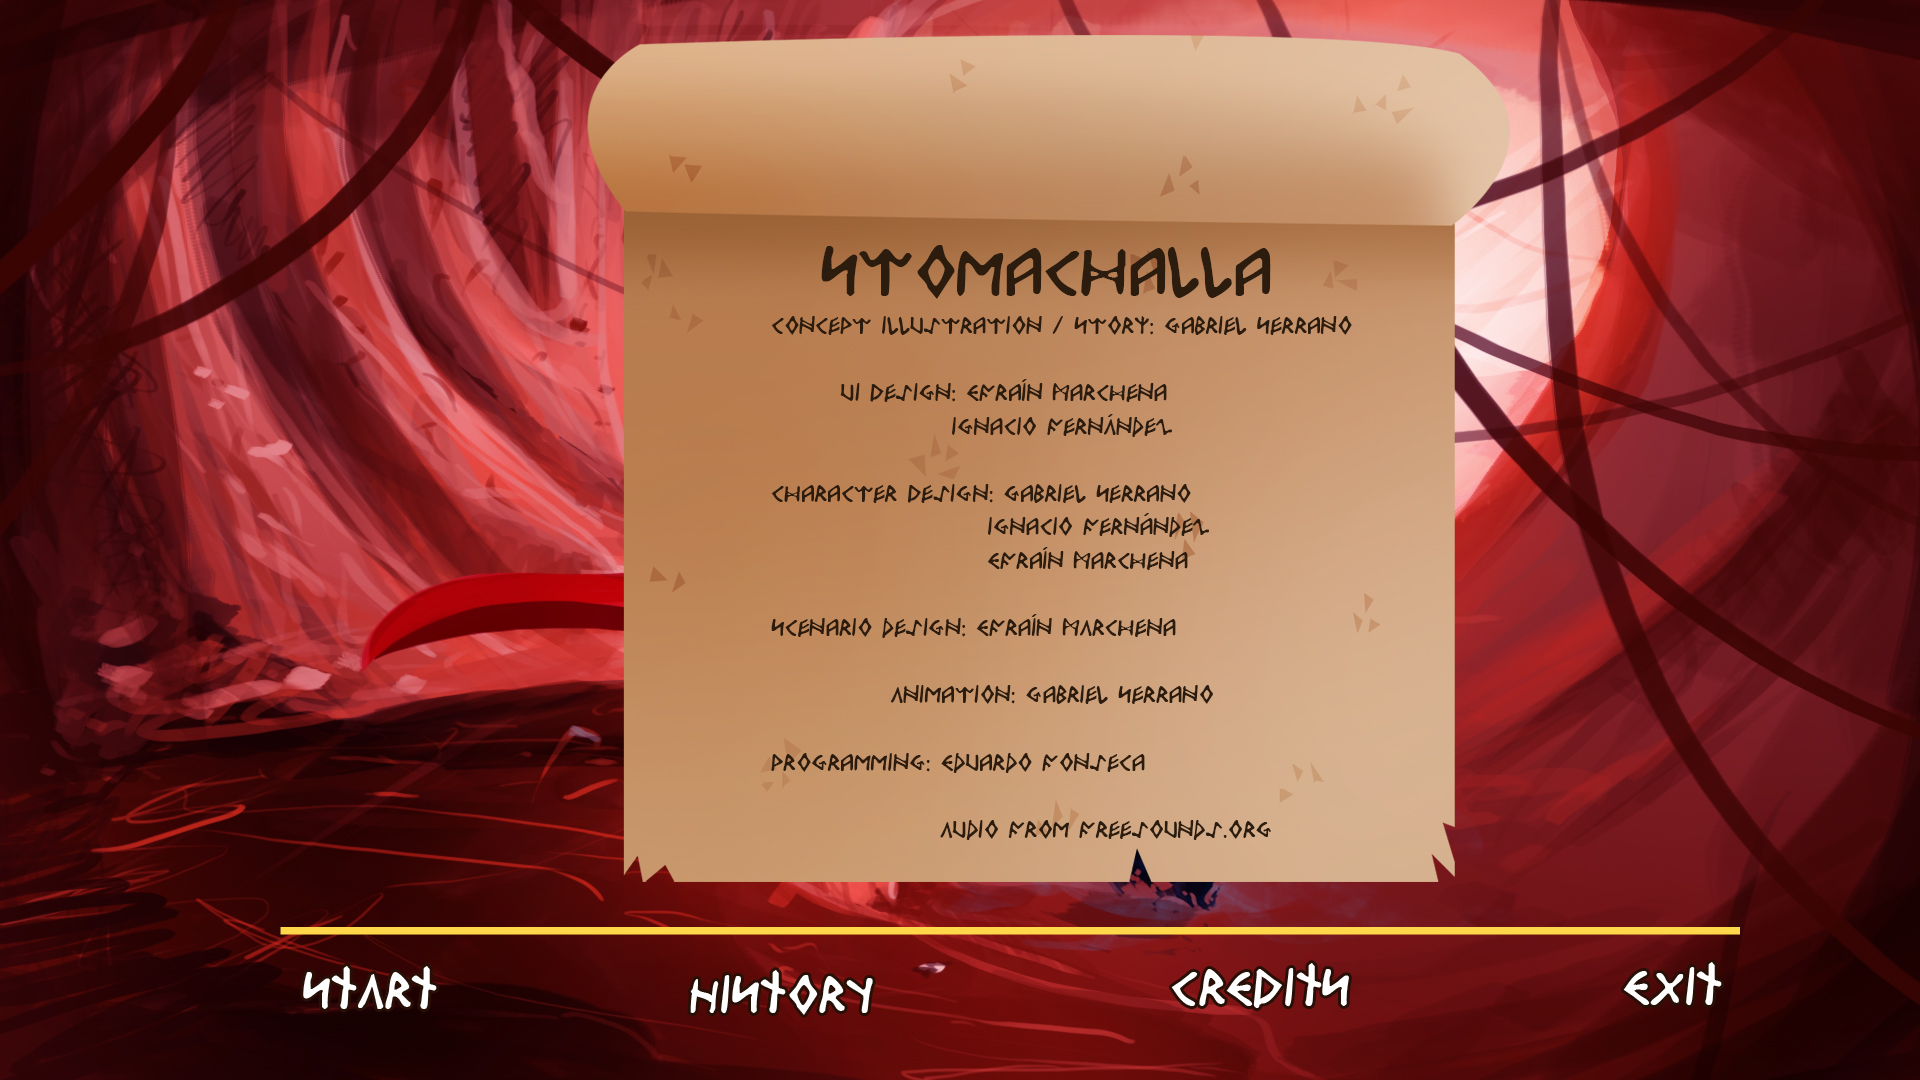 STOMACHALLA
CONCEPT ILLUSTRATION / STORY: GABRIEL SERRANO
UI DESIGN: EFRAÍN MARCHENA
IGNACIO FERNÁNDEZ
CHARACTER DESIGN: GABRIEL SERRANO
IGNACIO FERNÁNDEZ
EFRAÍN MARCHENA
SCENARIO DESIGN: EFRAÍN MARCHENA
ANIMATION: GABRIEL SERRANO
PROGRAMMING: EDUARDO FONSECA
AUDIO FROM FREESOUNDS.ORG
START HISTORY CREDITS EXIT